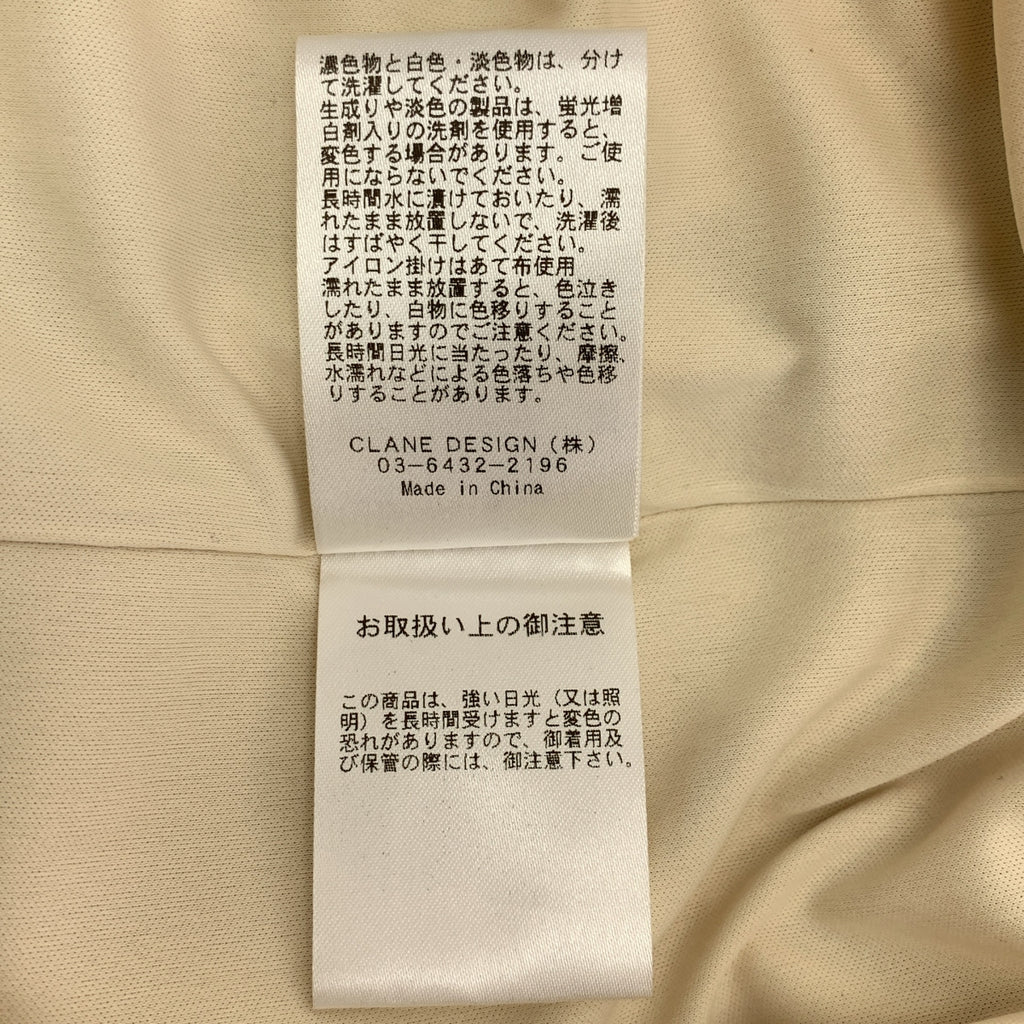 濃色物と白色・淡色物は、分け
て洗濯してください。
生成りや淡色の製品は、蛍光増
白剤入りの洗剤を使用すると、
変色する場合があります。ご使
用にならないでください。
長時間水に漬けておいたり、濡
れたまま放置しないで、洗濯後
はすばやく干してください。
アイロン掛けはあて布使用
濡れたまま放置すると、色泣き
したり、白物に色移りすること
がありますのでご注意ください。
長時間日光に当たったり、摩擦、
水濡れなどによる色落ちや色移
りすることがあります。
CLANE DESIGN（株）
03-6432-2196
Made in China
お取扱い上の御注意
この商品は、強い日光（又は照
明）を長時間受けますと変色の
恐れがありますので、御着用及
び保管の際には、御注意下さい。